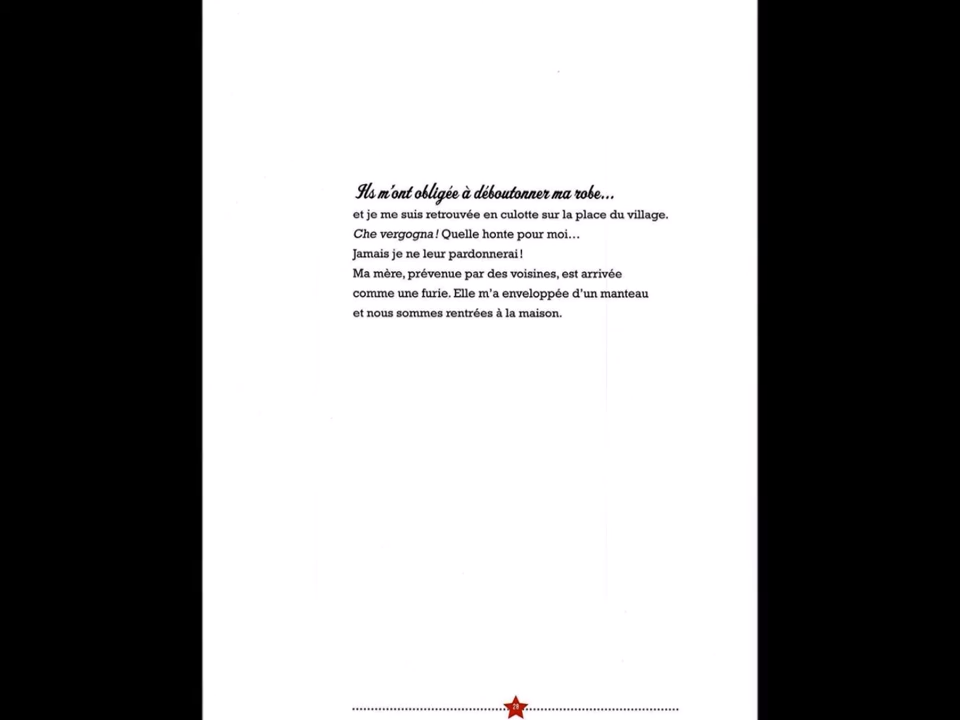 Ils m'ont obligée à déboutonner ma robe...
et je me suis retrouvée en culotte sur la place du village.
Che vergogna ! Quelle honte pour moi...
Jamais je ne leur pardonnerai !
Ma mère, prévenue par des voisines, est arrivée
comme une furie. Elle m'a enveloppée d'un manteau
et nous sommes rentrées à la maison.